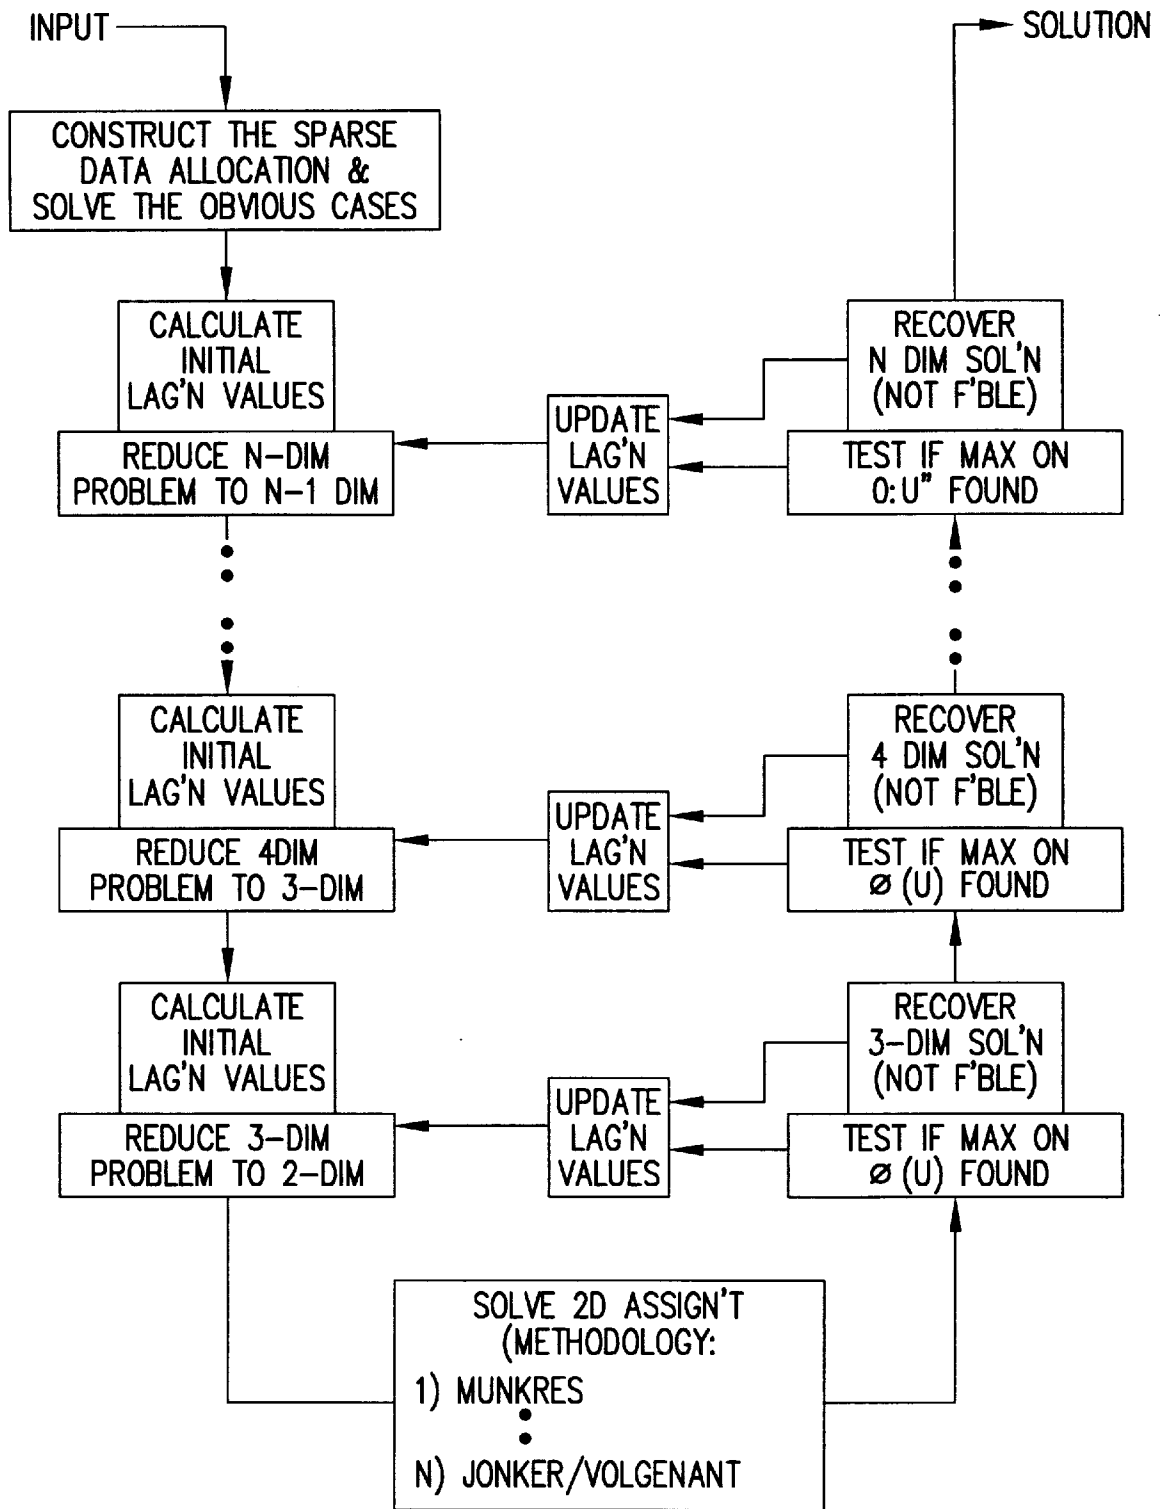 INPUT
SOLUTION
CONSTRUCT THE SPARSE
DATA ALLOCATION &
SOLVE THE OBVIOUS CASES
CALCULATE
INITIAL
LAG'N VALUES
REDUCE N-DIM
PROBLEM TO N-1 DIM
UPDATE
LAG'N
VALUES
RECOVER
N DIM SOL'N
(NOT F'BLE)
TEST IF MAX ON
0:U" FOUND
CALCULATE
INITIAL
LAG'N VALUES
REDUCE 4DIM
PROBLEM TO 3-DIM
UPDATE
LAG'N
VALUES
RECOVER
4 DIM SOL'N
(NOT F'BLE)
TEST IF MAX ON
ø (U) FOUND
CALCULATE
INITIAL
LAG'N VALUES
REDUCE 3-DIM
PROBLEM TO 2-DIM
UPDATE
LAG'N
VALUES
RECOVER
3-DIM SOL'N
(NOT F'BLE)
TEST IF MAX ON
ø (U) FOUND
SOLVE 2D ASSIGN'T
(METHODOLOGY:
1) MUNKRES
N) JONKER/VOLGENANT